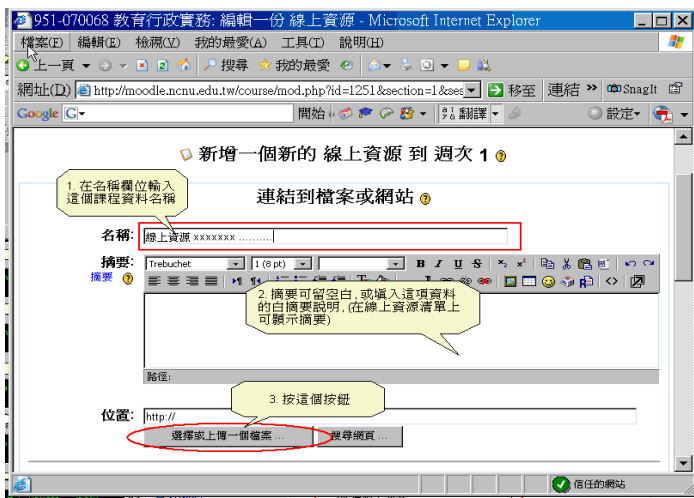 951-070068 教育行政實務: 編輯一份 線上資源 - Microsoft Internet Explorer
檔案(F) 編輯(E) 檢視(V) 我的最愛(A) 工具(T) 說明(H)
上一頁 搜尋 我的最愛
網址(D) http://moodle.ncnu.edu.tw/course/mod.php?id=1251&section=1&ses 移至 連結 » SnagIt
Google G- 開始 翻譯 設定
新增一個新的 線上資源 到 週次 1
1. 在名稱欄位輸入
這個課程資料名稱
連結到檔案或網站
名稱: 線上資源 xxxxxxx ..........
摘要: Trebuchet 1 (8 pt) B I U S
摘要
2. 摘要可留空白, 或填入這項資料
的白摘要說明, (在線上資源清單上
可顯示摘要)
路徑:
3. 按這個按鈕
位置: http://
選擇或上傳一個檔案 ... 搜尋網頁 ...
信任的網站